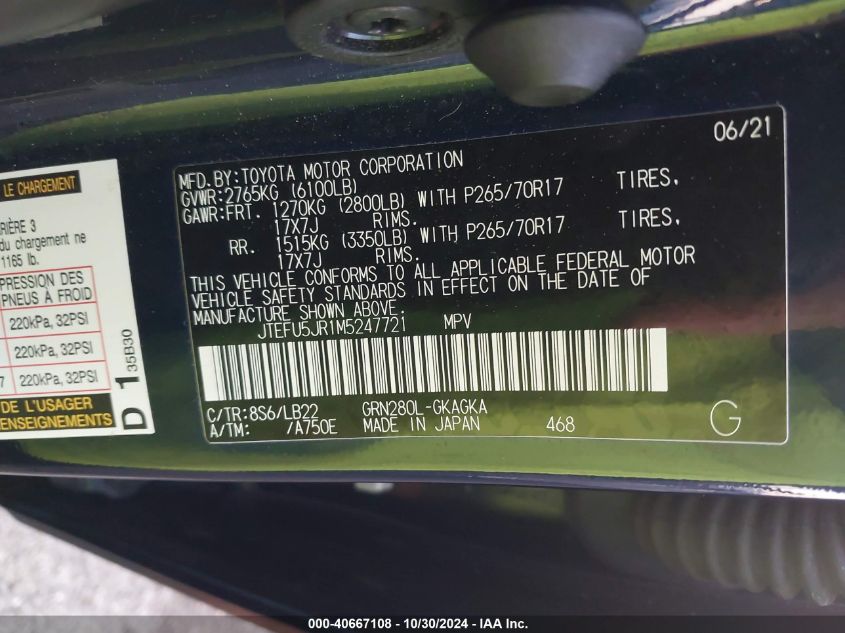 LE CHARGEMENT
RIÈRE 3
du chargement ne
1165 lb.
PRESSION DES
PNEUS À FROID
220kPa, 32PSI
220kPa, 32PSI
7 220kPa, 32PSI
DE L'USAGER
RENSEIGNEMENTS
D 1 35B30
06/21
MFD.BY:TOYOTA MOTOR CORPORATION
GVWR:2765KG (6100LB)
GAWR:FRT. 1270KG (2800LB) WITH P265/70R17 TIRES,
17X7J RIMS.
RR. 1515KG (3350LB) WITH P265/70R17 TIRES,
17X7J RIMS.
THIS VEHICLE CONFORMS TO ALL APPLICABLE FEDERAL MOTOR
VEHICLE SAFETY STANDARDS IN EFFECT ON THE DATE OF
MANUFACTURE SHOWN ABOVE.
JTEFU5JR1M5247721 MPV
C/TR:8S6/LB22 GRN280L-GKAGKA
A/TM: /A750E MADE IN JAPAN 468 G
000-40667108 - 10/30/2024 - IAA Inc.